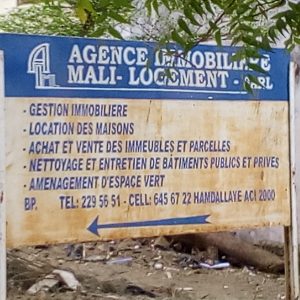 AGENCE IMMOBILIERE
MALI- LOGEMENT - SARL
- GESTION IMMOBILIERE
- LOCATION DES MAISONS
- ACHAT ET VENTE DES IMMEUBLES ET PARCELLES
- NETTOYAGE ET ENTRETIEN DE BÂTIMENTS PUBLICS ET PRIVES
- AMENAGEMENT D'ESPACE VERT
BP. TEL: 229 56 51 - CELL: 645 67 22 HAMDALLAYE ACI 2000